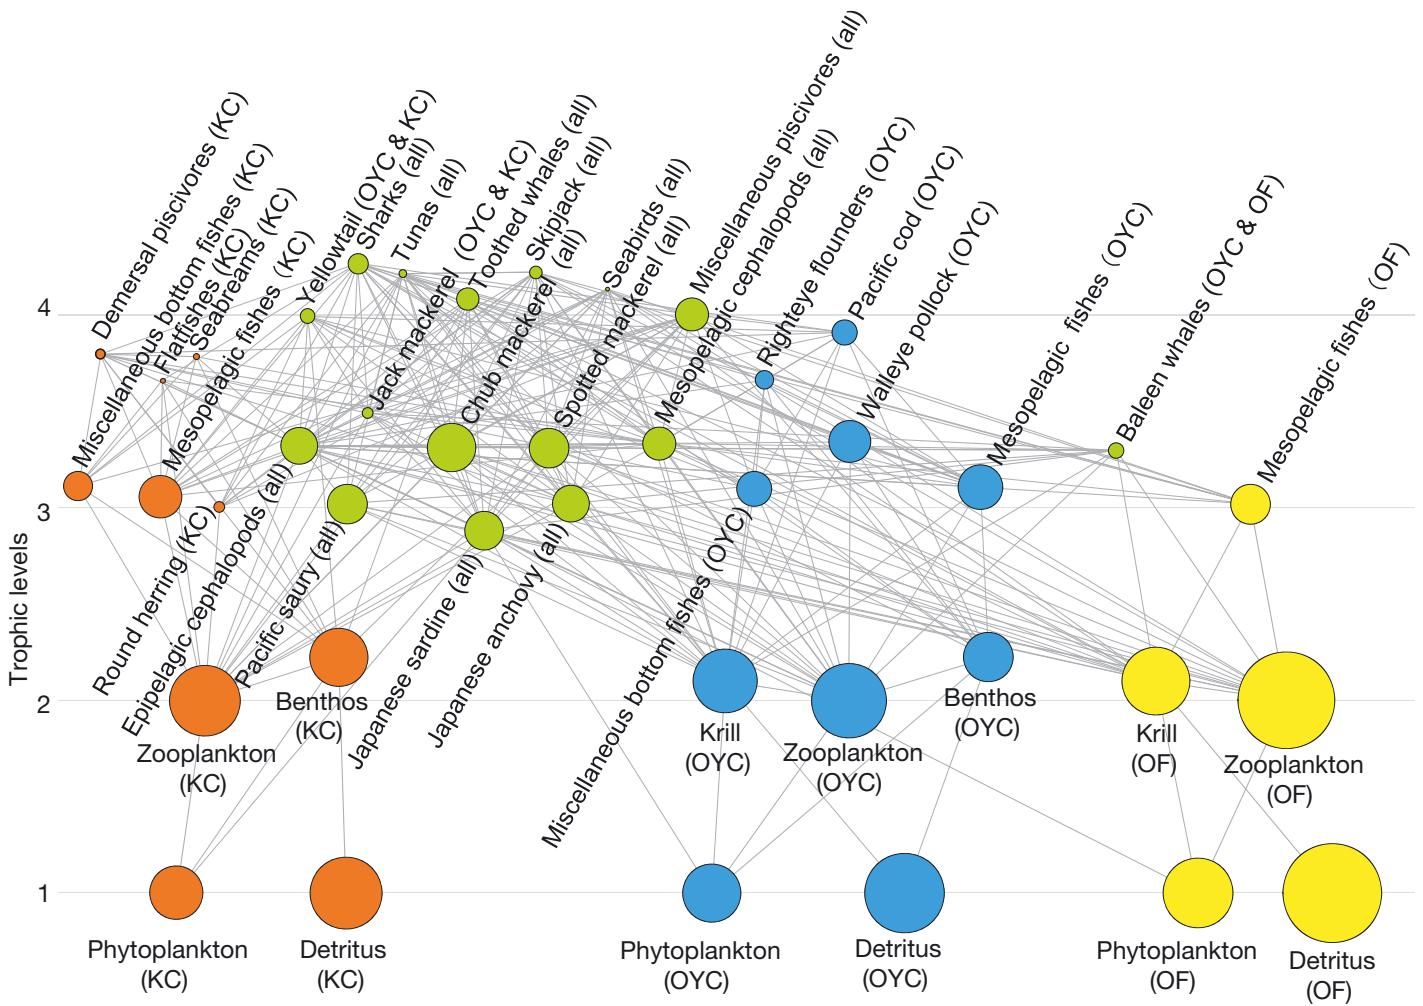 Demersal piscivores (KC)
Miscellaneous bottom fishes (KC)
Flatfishes (KC)
Seabreams (KC)
Mesopelagic fishes (KC)
Yellowtail (OYC & KC)
Sharks (all)
Tunas (all)
Jack mackerel (OYC & KC)
Toothed whales (all)
Chub mackerel (all)
Skipjack (all)
Spotted mackerel (all)
Seabirds (all)
Mesopelagic cephalopods (all)
Miscellaneous piscivores (all)
Righteye flounders (OYC)
Pacific cod (OYC)
Walleye pollock (OYC)
Mesopelagic fishes (OYC)
Baleen whales (OYC & OF)
Mesopelagic fishes (OF)
Trophic levels
4
3
2
1
Round herring (KC)
Epipelagic cephalopods (all)
Pacific saury (all)
Japanese sardine (all)
Japanese anchovy (all)
Miscellaneous bottom fishes (OYC)
Zooplankton
(KC)
Benthos
(KC)
Krill
(OYC)
Zooplankton
(OYC)
Benthos
(OYC)
Krill
(OF)
Zooplankton
(OF)
Phytoplankton
(KC)
Detritus
(KC)
Phytoplankton
(OYC)
Detritus
(OYC)
Phytoplankton
(OF)
Detritus
(OF)